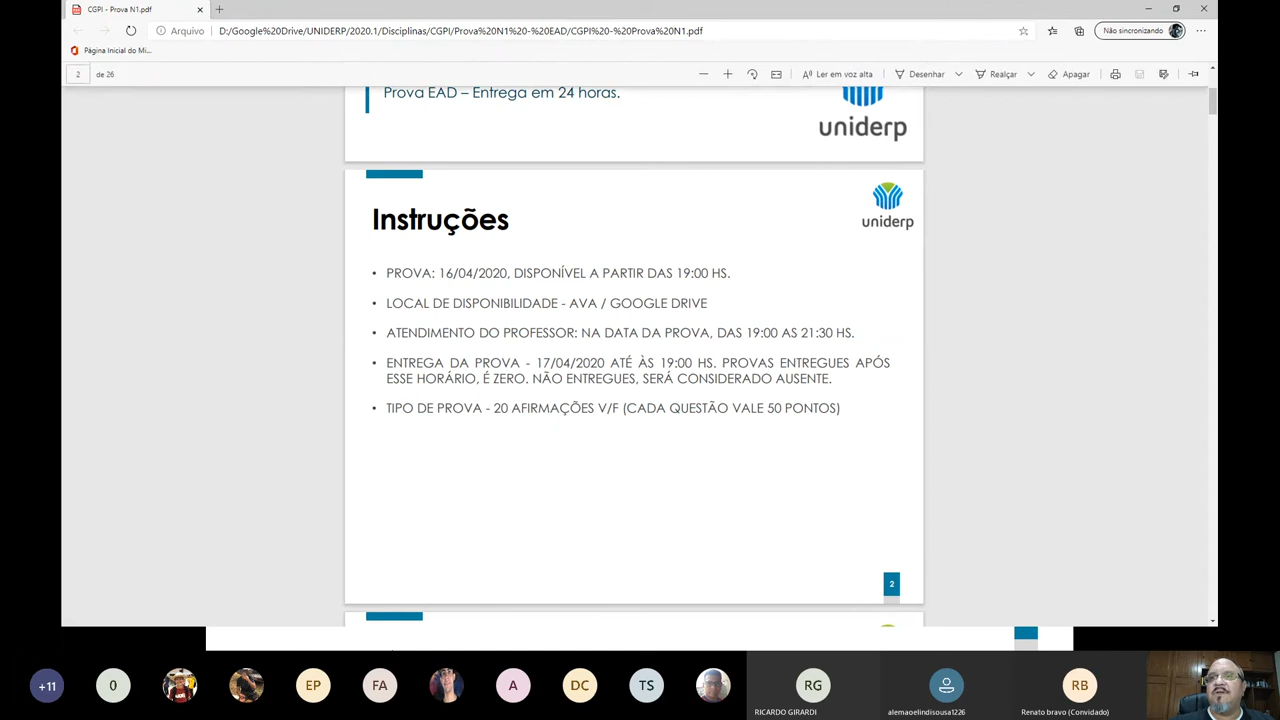 CGPI - Prova N1.pdf
Arquivo
D:/Google%20Drive/UNIDERP/2020.1/Disciplinas/CGPI/Prova%20N1%20-%20EAD/CGPI%20-%20Prova%20N1.pdf
Não sincronizando
Página Inicial do Mi...
2 de 26
Ler em voz alta
Desenhar
Realçar
Apagar
Prova EAD – Entrega em 24 horas.
uniderp
Instruções
uniderp
• PROVA: 16/04/2020, DISPONÍVEL A PARTIR DAS 19:00 HS.
• LOCAL DE DISPONIBILIDADE - AVA / GOOGLE DRIVE
• ATENDIMENTO DO PROFESSOR: NA DATA DA PROVA, DAS 19:00 AS 21:30 HS.
• ENTREGA DA PROVA - 17/04/2020 ATÉ ÀS 19:00 HS. PROVAS ENTREGUES APÓS
ESSE HORÁRIO, É ZERO. NÃO ENTREGUES, SERÁ CONSIDERADO AUSENTE.
• TIPO DE PROVA - 20 AFIRMAÇÕES V/F (CADA QUESTÃO VALE 50 PONTOS)
2
+11
0
EP
FA
A
DC
TS
RG
RB
RICARDO GIRARDI
alemaoelindisousa1226
Renato bravo (Convidado)